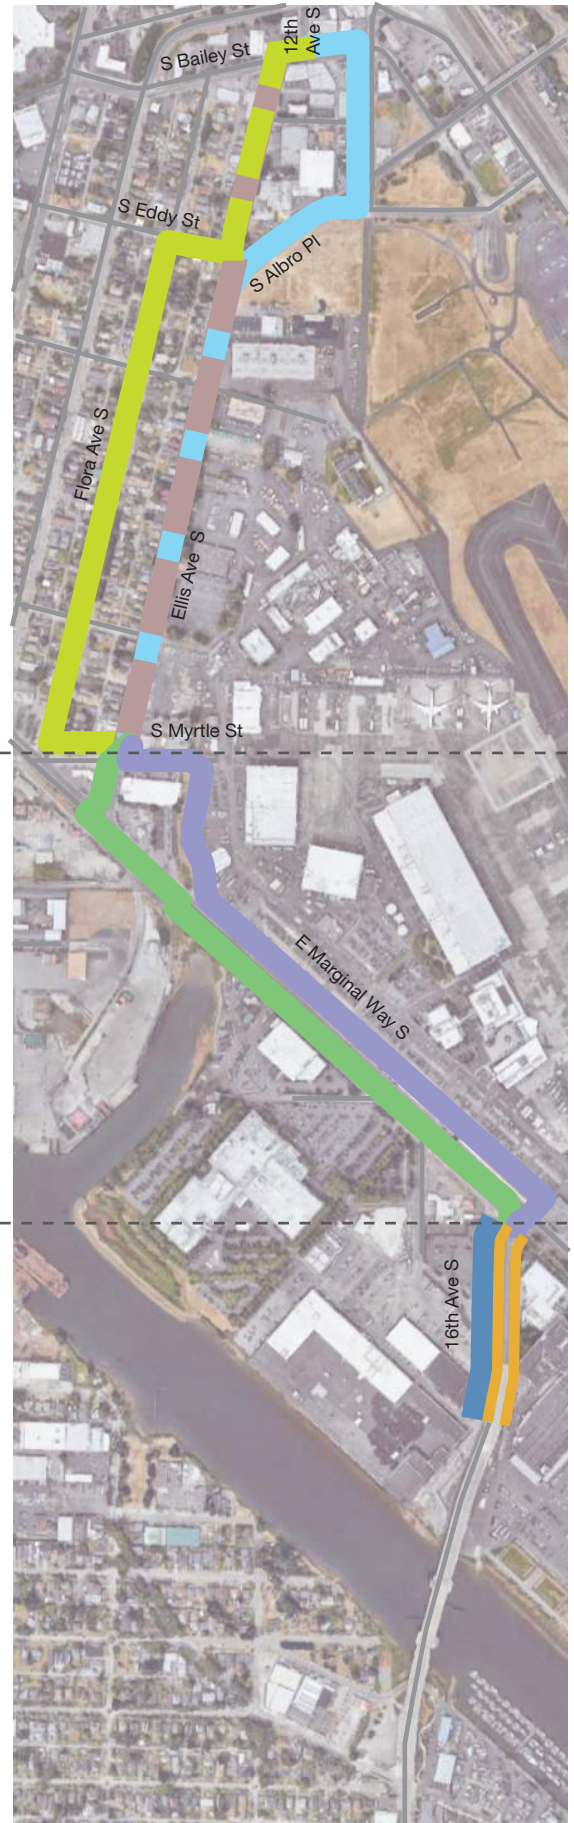 12th
Ave S
S Bailey St
S Eddy St
S Albro Pl
Flora Ave S
Ellis Ave S
S Myrtle St
E Marginal Way S
16th Ave S